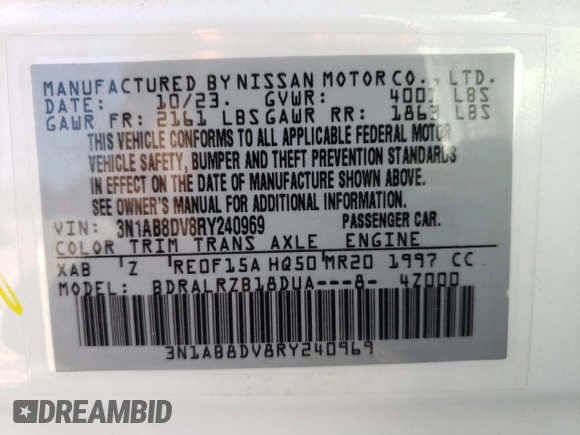 MANUFACTURED BY NISSAN MOTOR CO., LTD.
DATE: 10/23. GVWR: 4001 LBS
GAWR FR: 2161 LBS GAWR RR: 1863 LBS
THIS VEHICLE CONFORMS TO ALL APPLICABLE FEDERAL MOTOR
VEHICLE SAFETY, BUMPER AND THEFT PREVENTION STANDARDS
IN EFFECT ON THE DATE OF MANUFACTURE SHOWN ABOVE.
SEE OWNER'S MANUAL FOR ADDITIONAL INFORMATION.
VIN: 3N1AB8DV8RY240969 PASSENGER CAR.
COLOR TRIM TRANS AXLE ENGINE
XAB Z RE0F15A HQ50 MR20 1997 CC
MODEL: BDRALRZB18DUA---8- 4Z000
3N1AB8DV8RY240969
DREAMBID